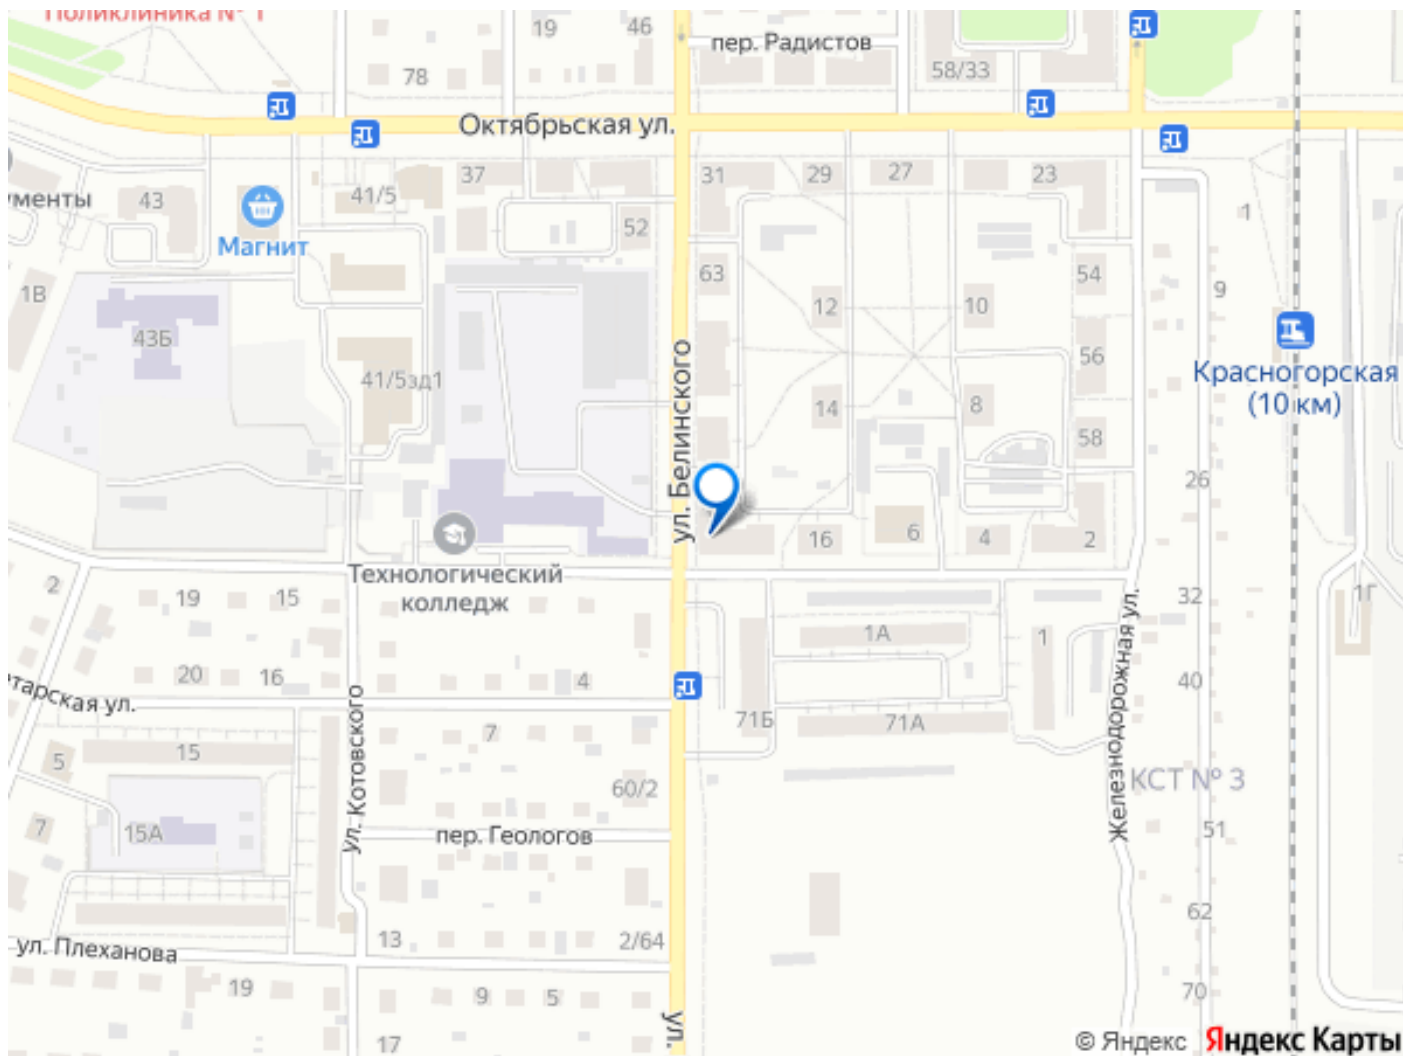 Поликлиника № 1
19
46
пер. Радистов
78
58/33
Октябрьская ул.
37
31
29
27
23
41/5
43
ументы
Магнит
52
1
1В
63
54
9
12
10
43Б
41/5зд1
56
ул. Белинского
Красногорская
(10 км)
14
8
58
26
6
16
4
2
Технологический
колледж
2
19
15
32
1Г
1А
1
20
16
4
40
тарская ул.
ул. Котовского
Железнодорожная ул.
71Б
71А
7
15
5
60/2
КСТ № 3
7
15А
пер. Геологов
51
62
13
2/64
ул. Плеханова
19
9
5
70
ул.
17
© Яндекс
Яндекс Карты